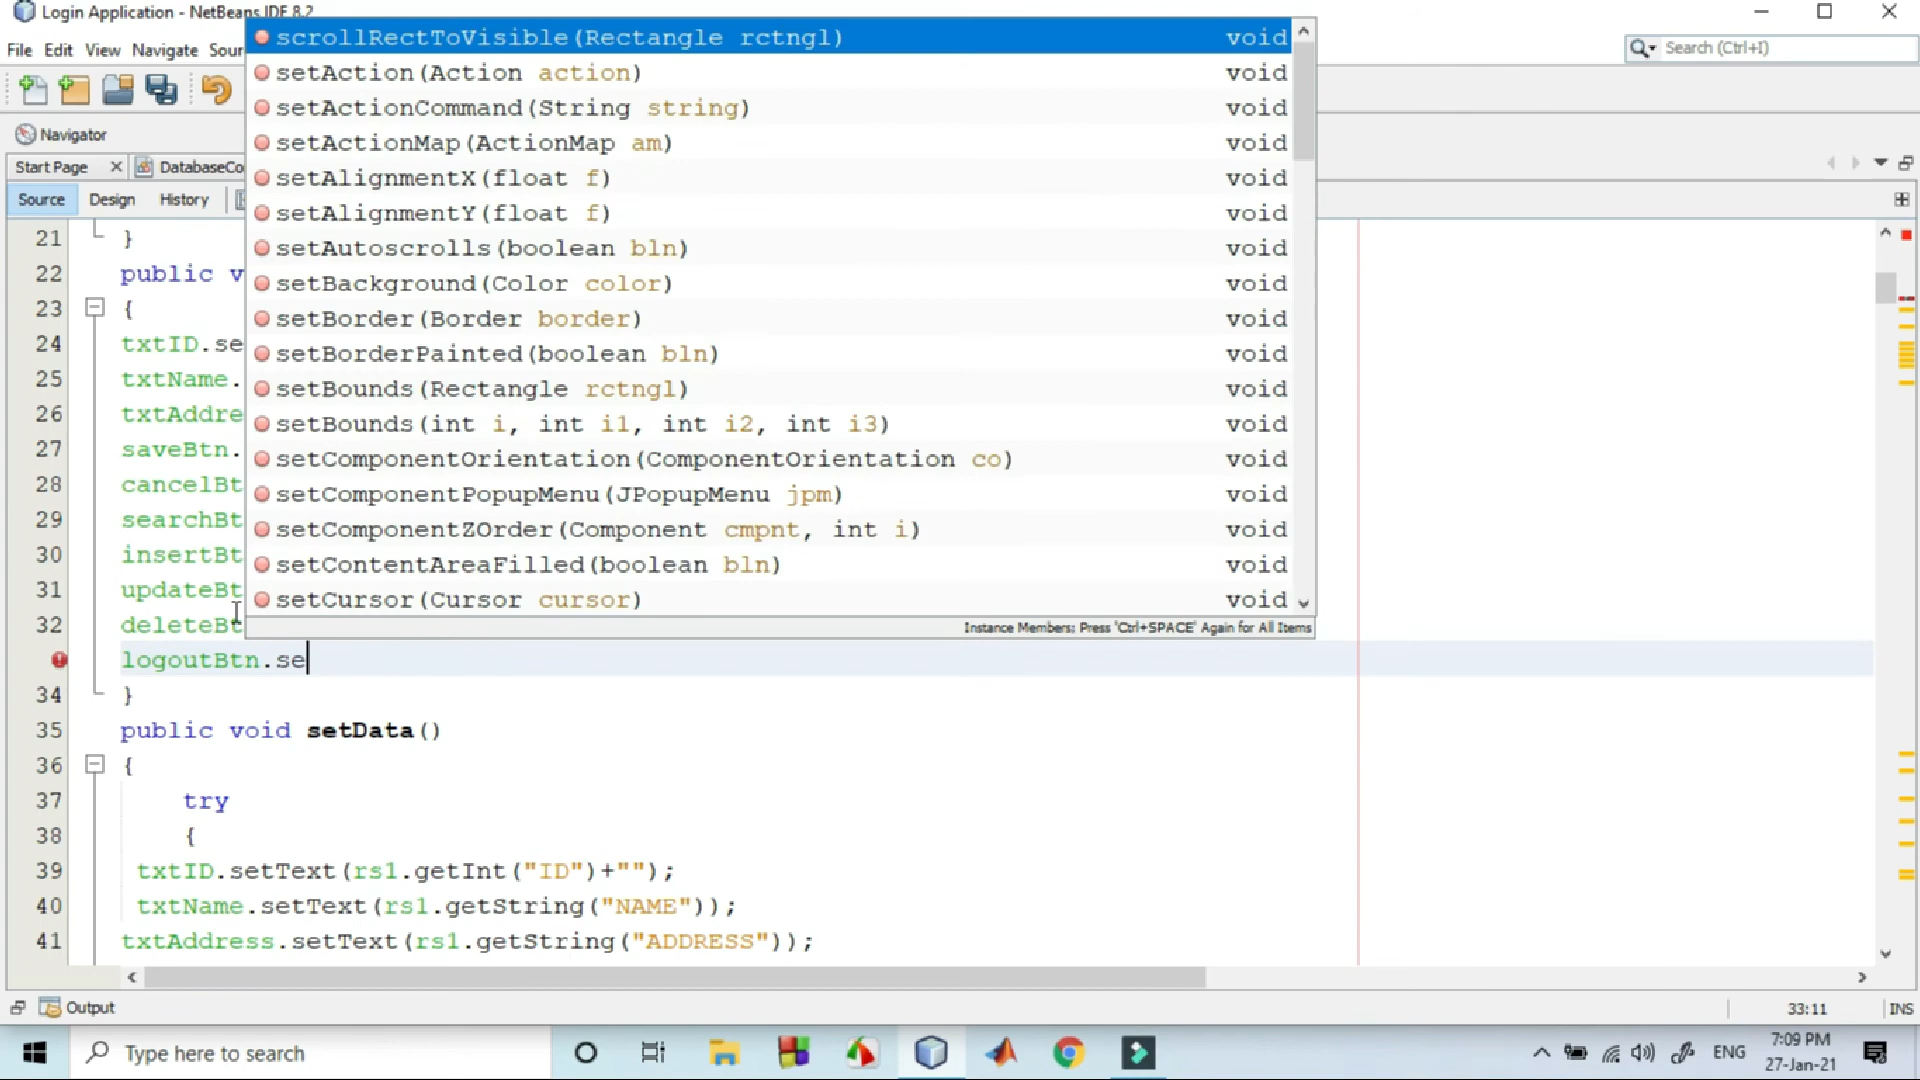 Login Application - NetBeans IDE 8.2
File Edit View Navigate Sour
Search (Ctrl+I)
Navigator
Start Page DatabaseCo
Source Design History
scrollRectToVisible(Rectangle rctngl) void
setAction(Action action) void
setActionCommand(String string) void
setActionMap(ActionMap am) void
setAlignmentX(float f) void
setAlignmentY(float f) void
setAutoscrolls(boolean bln) void
setBackground(Color color) void
setBorder(Border border) void
setBorderPainted(boolean bln) void
setBounds(Rectangle rctngl) void
setBounds(int i, int i1, int i2, int i3) void
setComponentOrientation(ComponentOrientation co) void
setComponentPopupMenu(JPopupMenu jpm) void
setComponentZOrder(Component cmpnt, int i) void
setContentAreaFilled(boolean bln) void
setCursor(Cursor cursor) void
Instance Members; Press 'Ctrl+SPACE' Again for All Items
21 }
22 public v
23 {
24 txtID.se
25 txtName.
26 txtAddre
27 saveBtn.
28 cancelBt
29 searchBt
30 insertBt
31 updateBt
32 deleteBt
logoutBtn.se
34 }
35 public void setData()
36 {
37 try
38 {
39 txtID.setText(rs1.getInt("ID")+"");
40 txtName.setText(rs1.getString("NAME"));
41 txtAddress.setText(rs1.getString("ADDRESS"));
Output
33:11 INS
Type here to search
ENG
7:09 PM
27-Jan-21